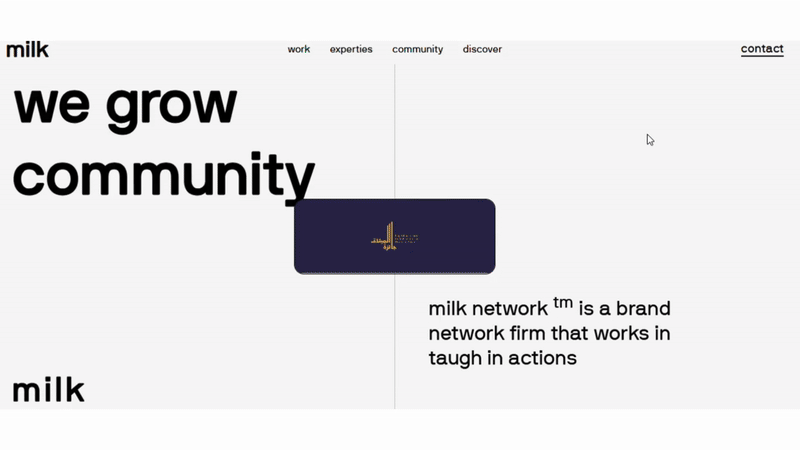 milk
work
experties
community
discover
contact
we grow
community
جائزة
milk network tm is a brand
network firm that works in
taugh in actions
milk